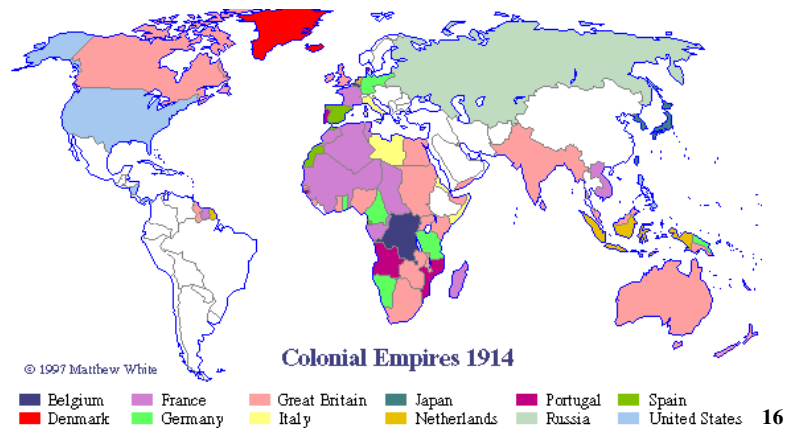 Colonial Empires 1914
© 1997 Matthew White
Belgium France Great Britain Japan Portugal Spain
Denmark Germany Italy Netherlands Russia United States 16